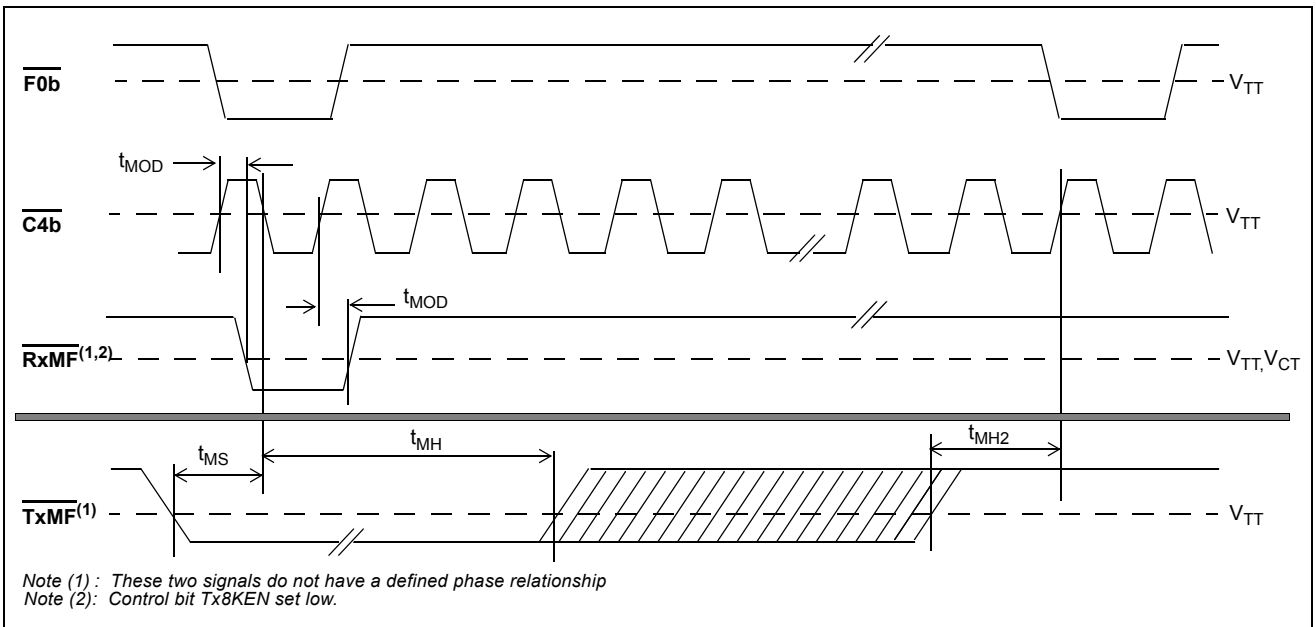 F0b
V_TT
t_MOD
C4b
V_TT
t_MOD
RxMF(1,2)
V_TT,V_CT
t_MS
t_MH
t_MH2
TxMF(1)
V_TT
Note (1) : These two signals do not have a defined phase relationship
Note (2): Control bit Tx8KEN set low.